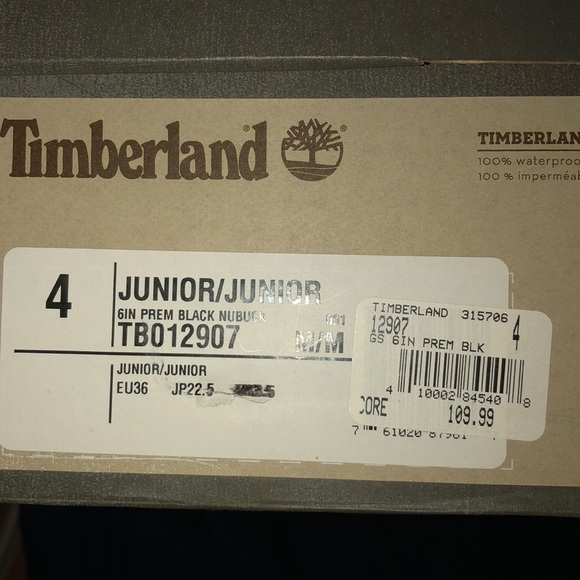 Timberland® ®
TIMBERLAN
100% waterproo
100 % imperméab
4
JUNIOR/JUNIOR
6IN PREM BLACK NUBUCK
TB012907 M/M
JUNIOR/JUNIOR
EU36 JP22.5
TIMBERLAND 315706
12907 4
GS 6IN PREM BLK
4 10002 84540 8
CORE 109.99
7 61020 87981